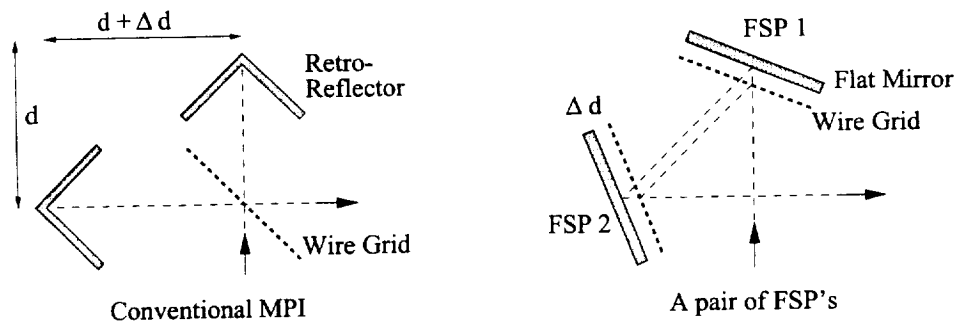 d + Δ d
d
Retro-
Reflector
Wire Grid
Conventional MPI
FSP 1
Flat Mirror
Wire Grid
Δ d
FSP 2
A pair of FSP's